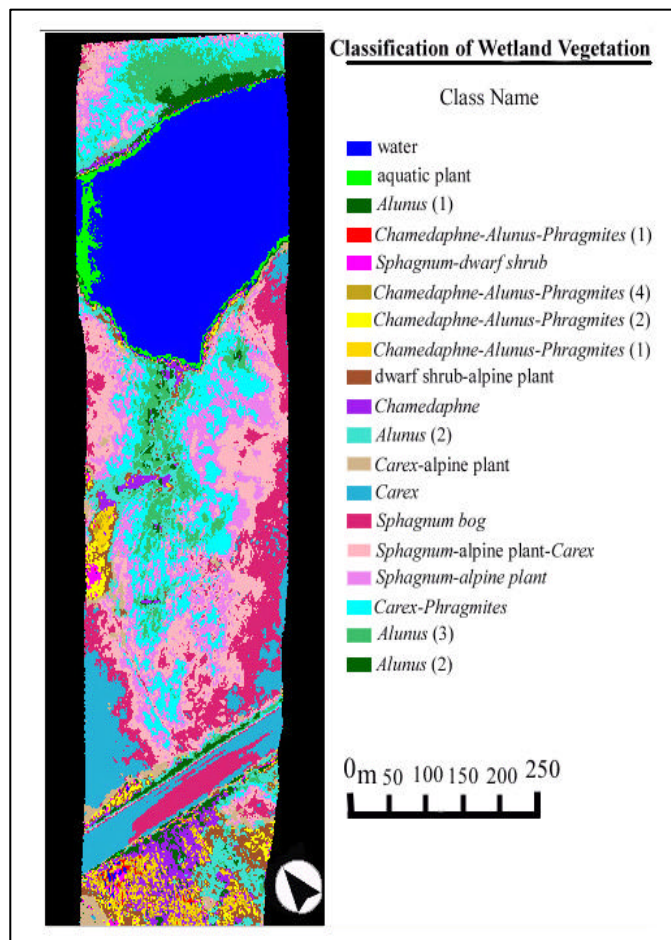 Classification of Wetland Vegetation
Class Name
water
aquatic plant
Alunus (1)
Chamedaphne-Alunus-Phragmites (1)
Sphagnum-dwarf shrub
Chamedaphne-Alunus-Phragmites (4)
Chamedaphne-Alunus-Phragmites (2)
Chamedaphne-Alunus-Phragmites (1)
dwarf shrub-alpine plant
Chamedaphne
Alunus (2)
Carex-alpine plant
Carex
Sphagnum bog
Sphagnum-alpine plant-Carex
Sphagnum-alpine plant
Carex-Phragmites
Alunus (3)
Alunus (2)
0m 50 100 150 200 250